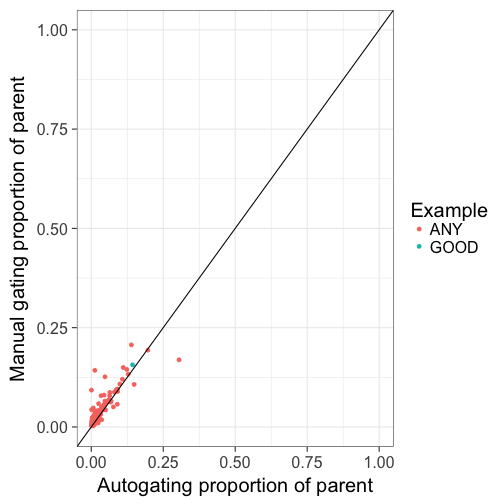 Manual gating proportion of parent
1.00
0.75
0.50
0.25
0.00
0.00 0.25 0.50 0.75 1.00
Autogating proportion of parent
Example
ANY
GOOD